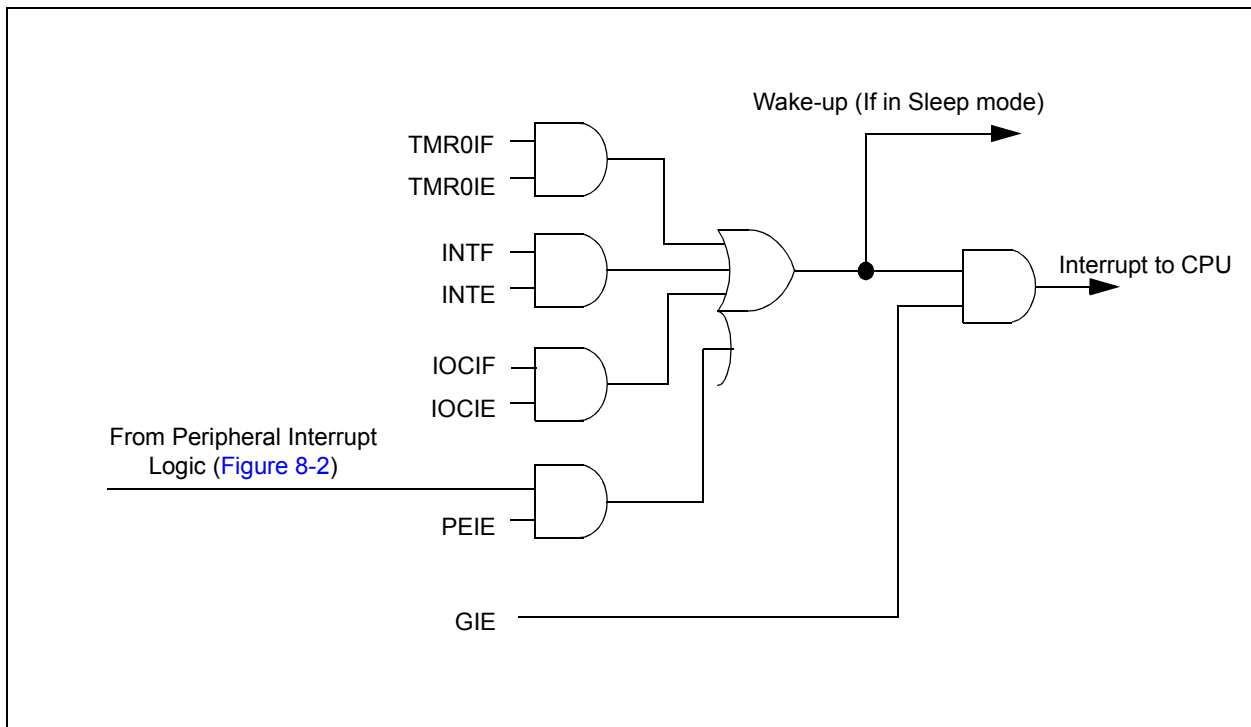 Wake-up (If in Sleep mode)
TMR0IF
TMR0IE
INTF
INTE
Interrupt to CPU
IOCIF
IOCIE
From Peripheral Interrupt
Logic (Figure 8-2)
PEIE
GIE